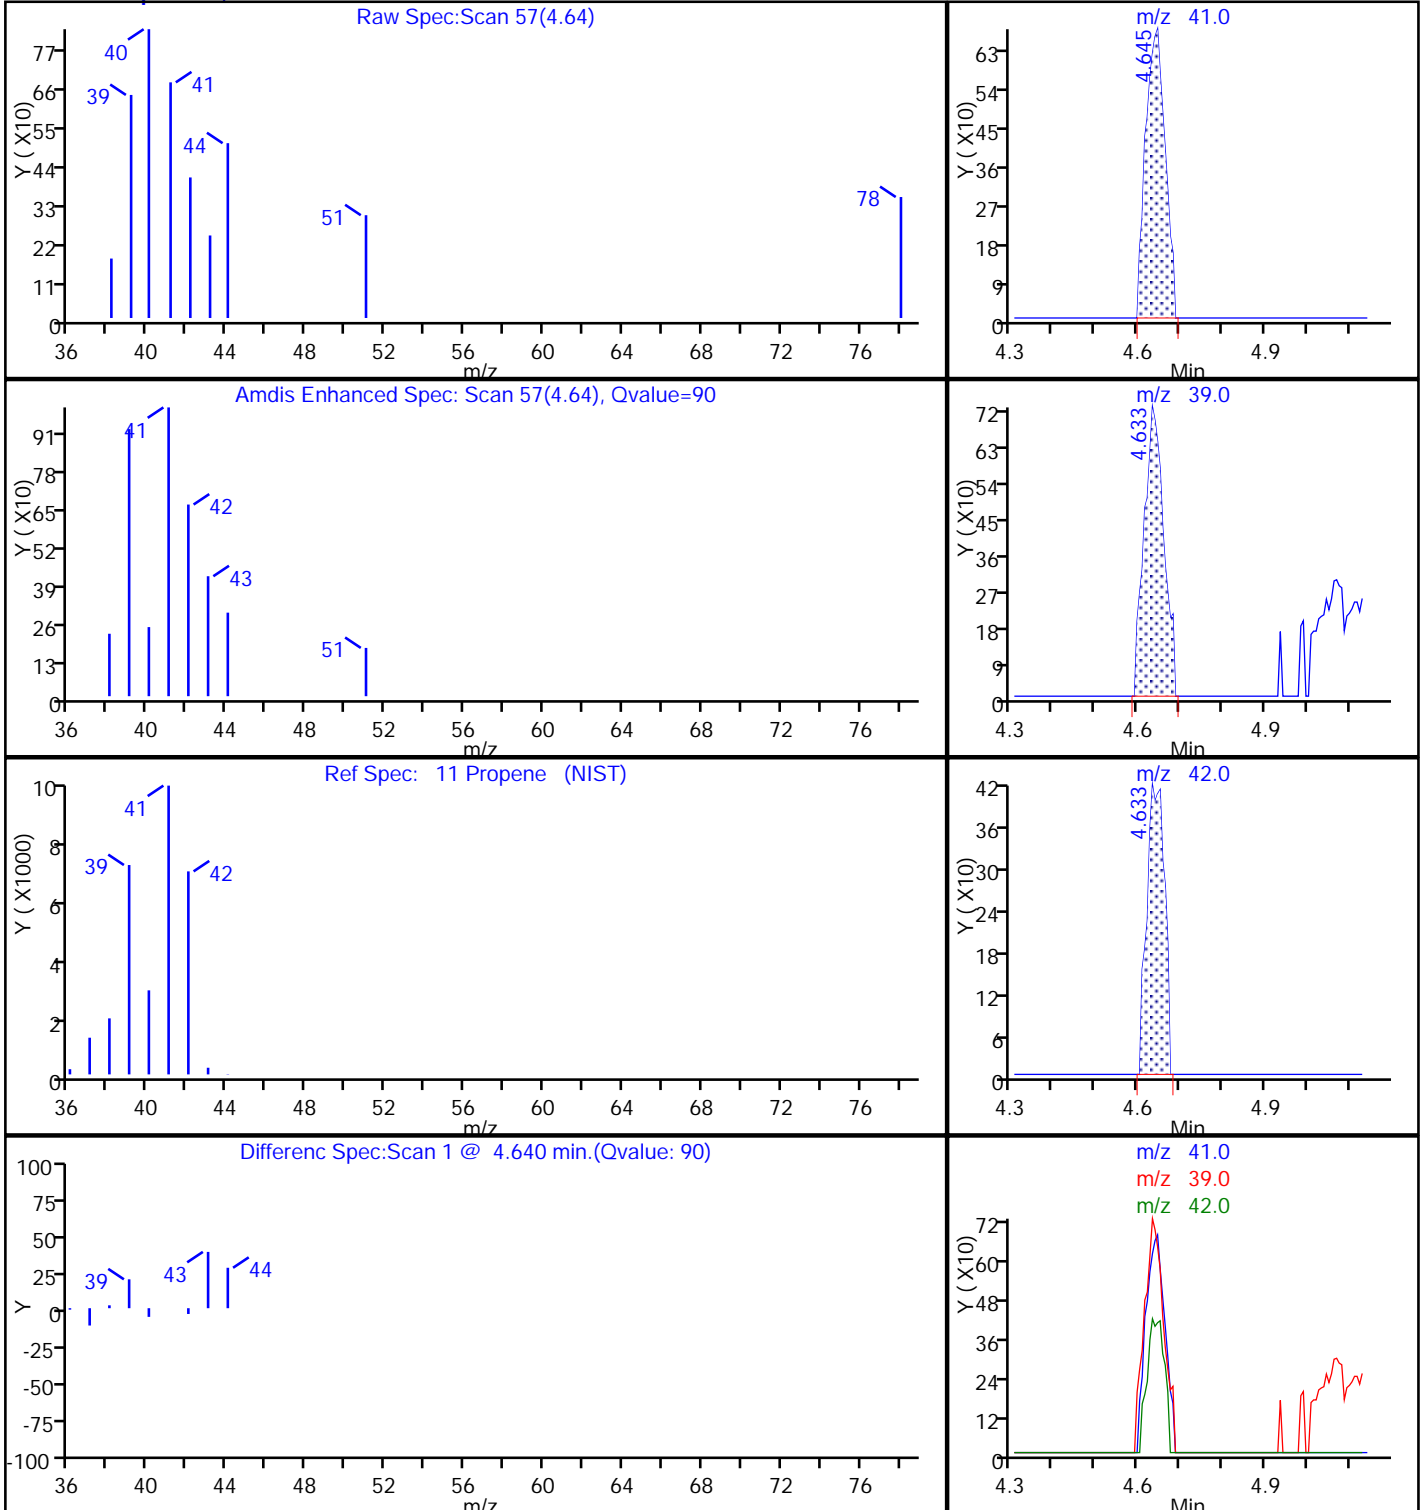 Raw Spec:Scan 57(4.64)
Y ( X10)
77
66
55
44
33
22
11
0
40
39
41
44
51
78
36 40 44 48 52 56 60 64 68 72 76
m/z
m/z 41.0
Y ( X10)
63
54
45
36
27
18
9
0
4.645
4.3 4.6 4.9
Min
Amdis Enhanced Spec: Scan 57(4.64), Qvalue=90
Y ( X10)
91
78
65
52
39
26
13
0
41
42
43
51
36 40 44 48 52 56 60 64 68 72 76
m/z
m/z 39.0
Y ( X10)
72
63
54
45
36
27
18
9
0
4.633
4.3 4.6 4.9
Min
Ref Spec: 11 Propene (NIST)
Y ( X1000)
10
8
6
4
2
0
41
39
42
36 40 44 48 52 56 60 64 68 72 76
m/z
m/z 42.0
Y ( X10)
42
36
30
24
18
12
6
0
4.633
4.3 4.6 4.9
Min
Differenc Spec:Scan 1 @ 4.640 min.(Qvalue: 90)
Y
100
75
50
25
0
-25
-50
-75
-100
39
43
44
36 40 44 48 52 56 60 64 68 72 76
m/z
m/z 41.0
m/z 39.0
m/z 42.0
Y ( X10)
72
60
48
36
24
12
0
4.3 4.6 4.9
Min